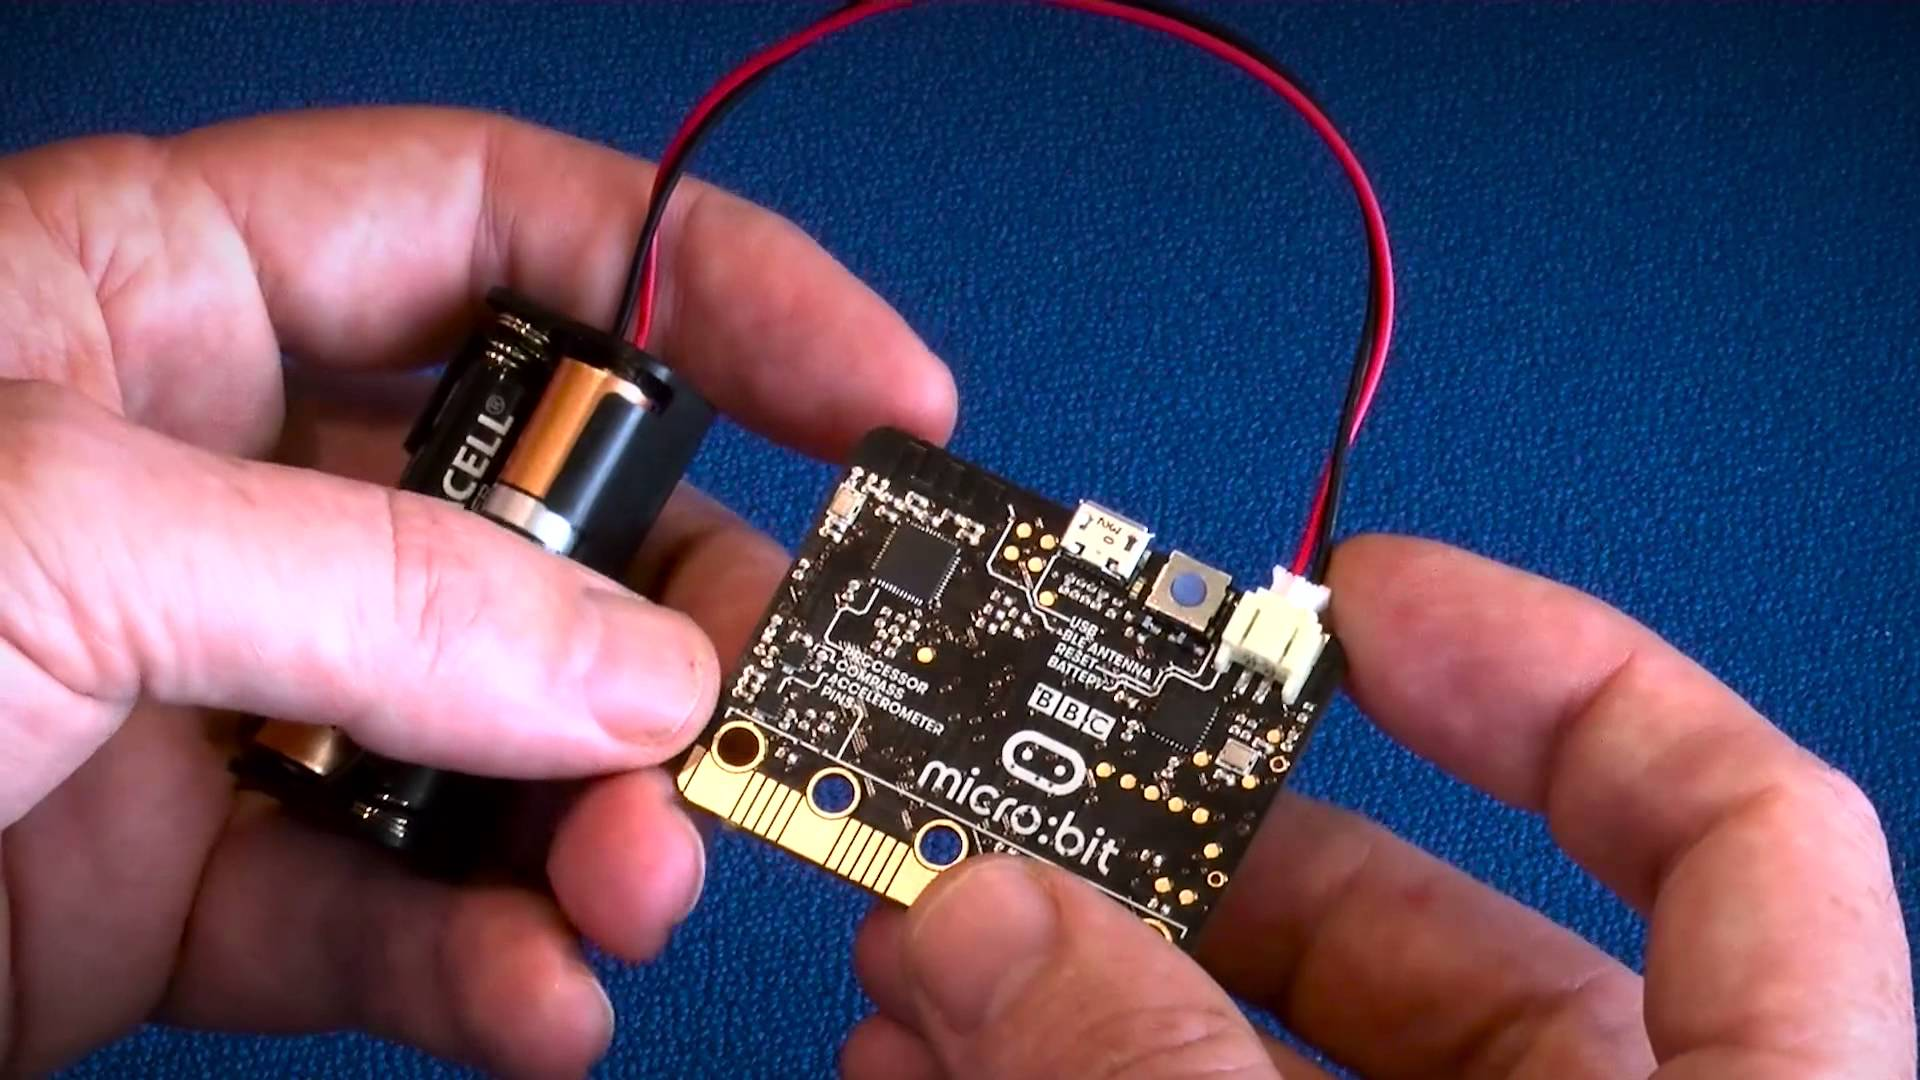 CELL®
USB
BLE ANTENNA
RESET
BATTERY
PROCESSOR
COMPASS
ACCELEROMETER
PINS
BBC
micro:bit